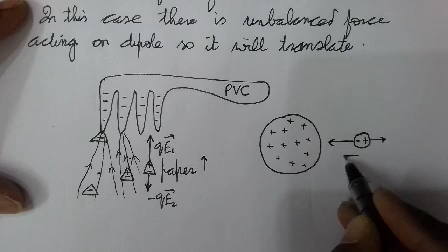 In this case there is unbalanced force
acting on dipole so it will translate.
PVC
qE₁
paper ↑
-qE₂